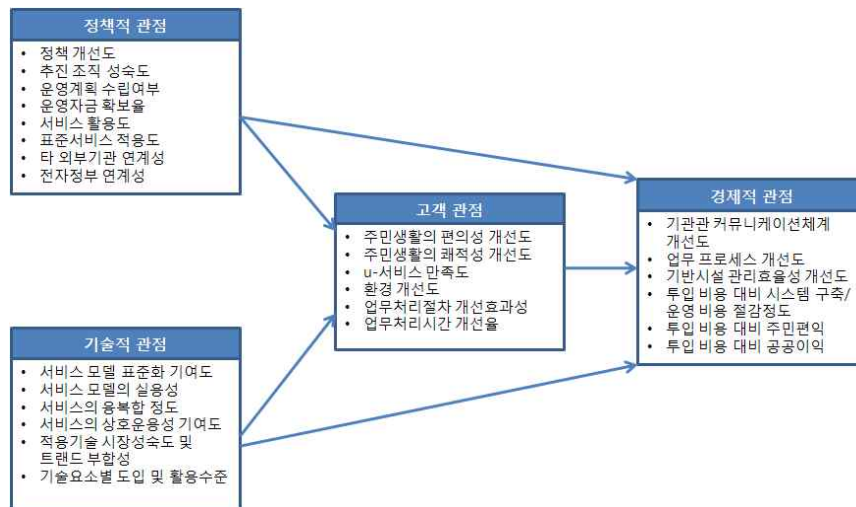 정책적 관점
• 정책 개선도
• 추진 조직 성숙도
• 운영계획 수립여부
• 운영자금 확보율
• 서비스 활용도
• 표준서비스 적용도
• 타 외부기관 연계성
• 전자정부 연계성
고객 관점
• 주민생활의 편의성 개선도
• 주민생활의 쾌적성 개선도
• u-서비스 만족도
• 환경 개선도
• 업무처리절차 개선효과성
• 업무처리시간 개선율
경제적 관점
• 기관관 커뮤니케이션체계
개선도
• 업무 프로세스 개선도
• 기반시설 관리효율성 개선도
• 투입 비용 대비 시스템 구축/
운영 비용 절감정도
• 투입 비용 대비 주민편익
• 투입 비용 대비 공공이익
기술적 관점
• 서비스 모델 표준화 기여도
• 서비스 모델의 실용성
• 서비스의 융복합 정도
• 서비스의 상호운용성 기여도
• 적용기술 시장성숙도 및
트랜드 부합성
• 기술요소별 도입 및 활용수준